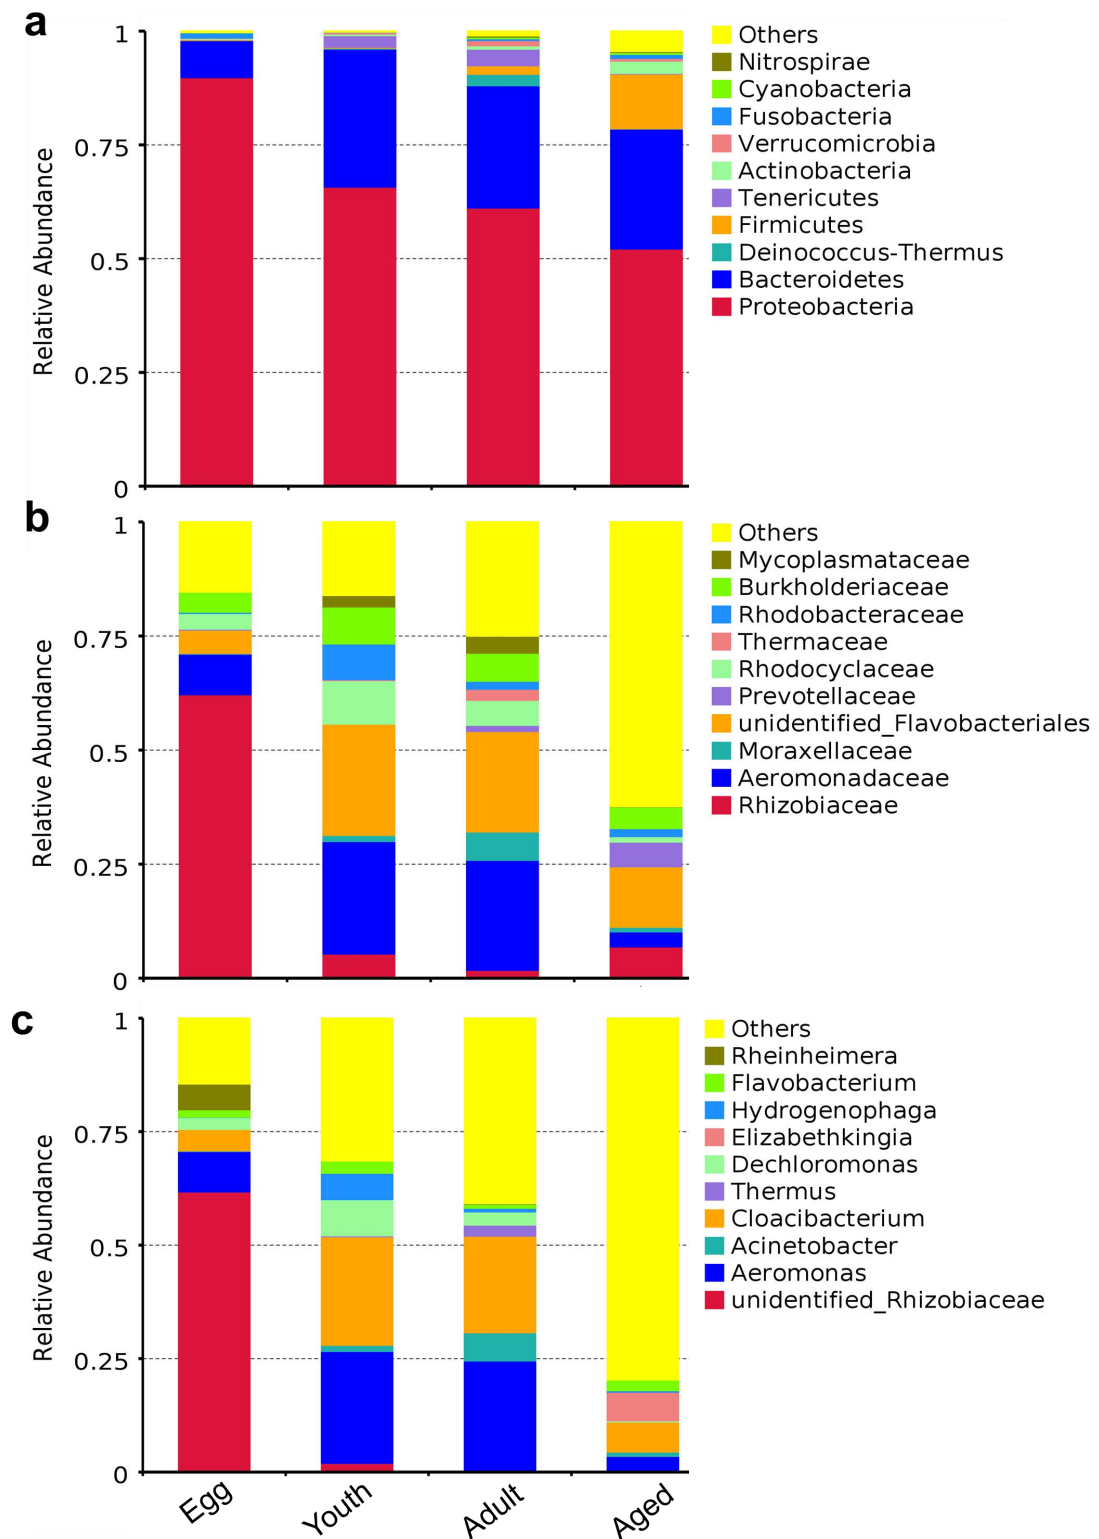 a
Relative Abundance
1
0.75
0.5
0.25
0
Others
Nitrospirae
Cyanobacteria
Fusobacteria
Verrucomicrobia
Actinobacteria
Tenericutes
Firmicutes
Deinococcus-Thermus
Bacteroidetes
Proteobacteria
b
Relative Abundance
1
0.75
0.5
0.25
0
Others
Mycoplasmataceae
Burkholderiaceae
Rhodobacteraceae
Thermaceae
Rhodocyclaceae
Prevotellaceae
unidentified_Flavobacteriales
Moraxellaceae
Aeromonadaceae
Rhizobiaceae
c
Relative Abundance
1
0.75
0.5
0.25
0
Others
Rheinheimera
Flavobacterium
Hydrogenophaga
Elizabethkingia
Dechloromonas
Thermus
Cloacibacterium
Acinetobacter
Aeromonas
unidentified_Rhizobiaceae
Egg
Youth
Adult
Aged